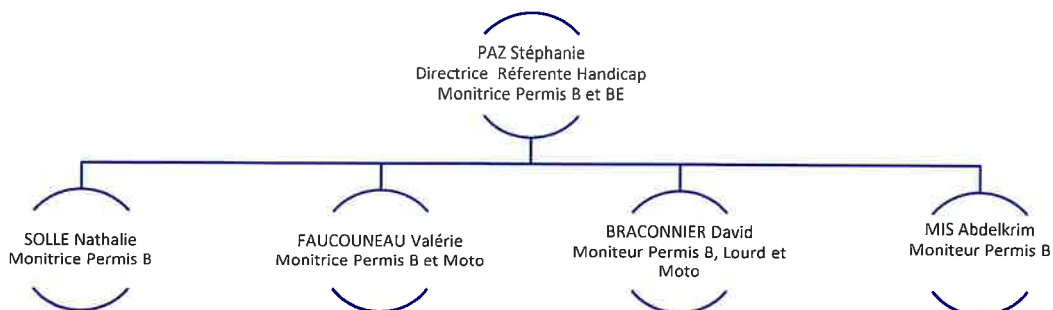 PAZ Stéphanie
Directrice Réferente Handicap
Monitrice Permis B et BE
SOLLE Nathalie
Monitrice Permis B
FAUCOUNEAU Valérie
Monitrice Permis B et Moto
BRACONNIER David
Moniteur Permis B, Lourd et
Moto
MIS Abdelkrim
Moniteur Permis B